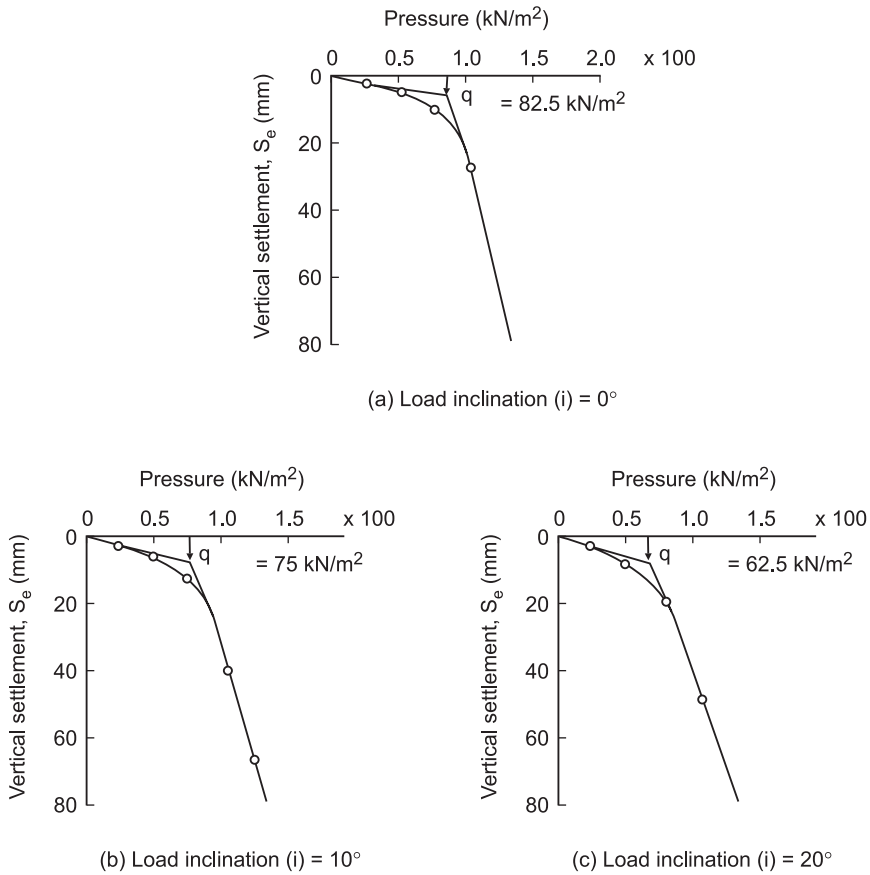 Pressure (kN/m²)
0 0.5 1.0 1.5 2.0 x 100
0
20
40
60
80
Vertical settlement, Sₑ (mm)
q = 82.5 kN/m²
(a) Load inclination (i) = 0°
Pressure (kN/m²)
0 0.5 1.0 1.5 x 100
0
20
40
60
80
Vertical settlement, Sₑ (mm)
q = 75 kN/m²
(b) Load inclination (i) = 10°
Pressure (kN/m²)
0 0.5 1.0 1.5 x 100
0
20
40
60
80
Vertical settlement, Sₑ (mm)
q = 62.5 kN/m²
(c) Load inclination (i) = 20°